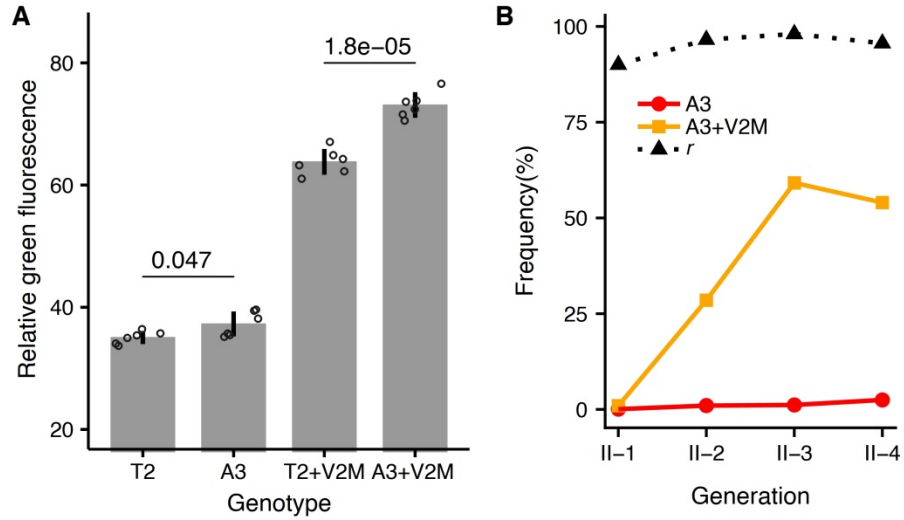 A
Relative green fluorescence
80
60
40
20
0.047
1.8e−05
T2
A3
T2+V2M
A3+V2M
Genotype
B
Frequency(%)
100
75
50
25
0
A3
A3+V2M
r
II−1
II−2
II−3
II−4
Generation